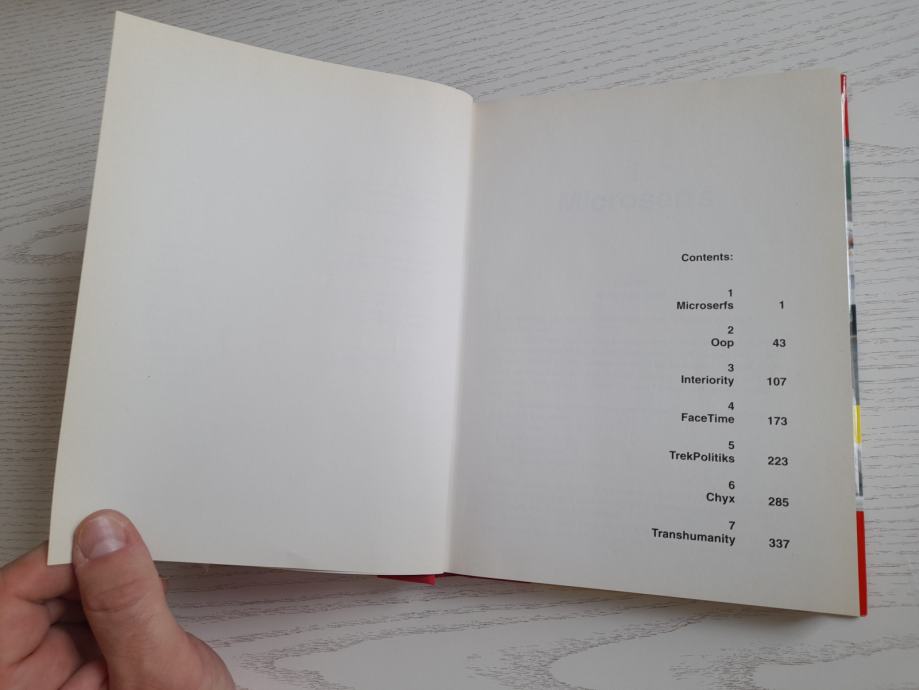 Microserfs
Contents:
1
Microserfs 1
2
Oop 43
3
Interiority 107
4
FaceTime 173
5
TrekPolitiks 223
6
Chyx 285
7
Transhumanity 337